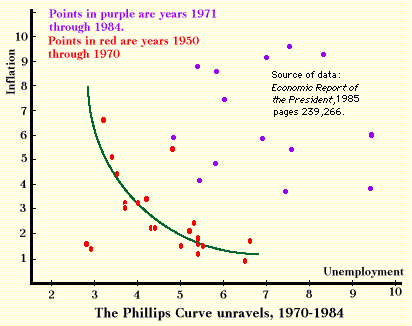 Points in purple are years 1971
through 1984.
Points in red are years 1950
through 1970
Inflation
10
9
8
7
6
5
4
3
2
1
Source of data:
Economic Report of
the President,1985
pages 239,266.
Unemployment
2
3
4
5
6
7
8
9
10
The Phillips Curve unravels, 1970-1984